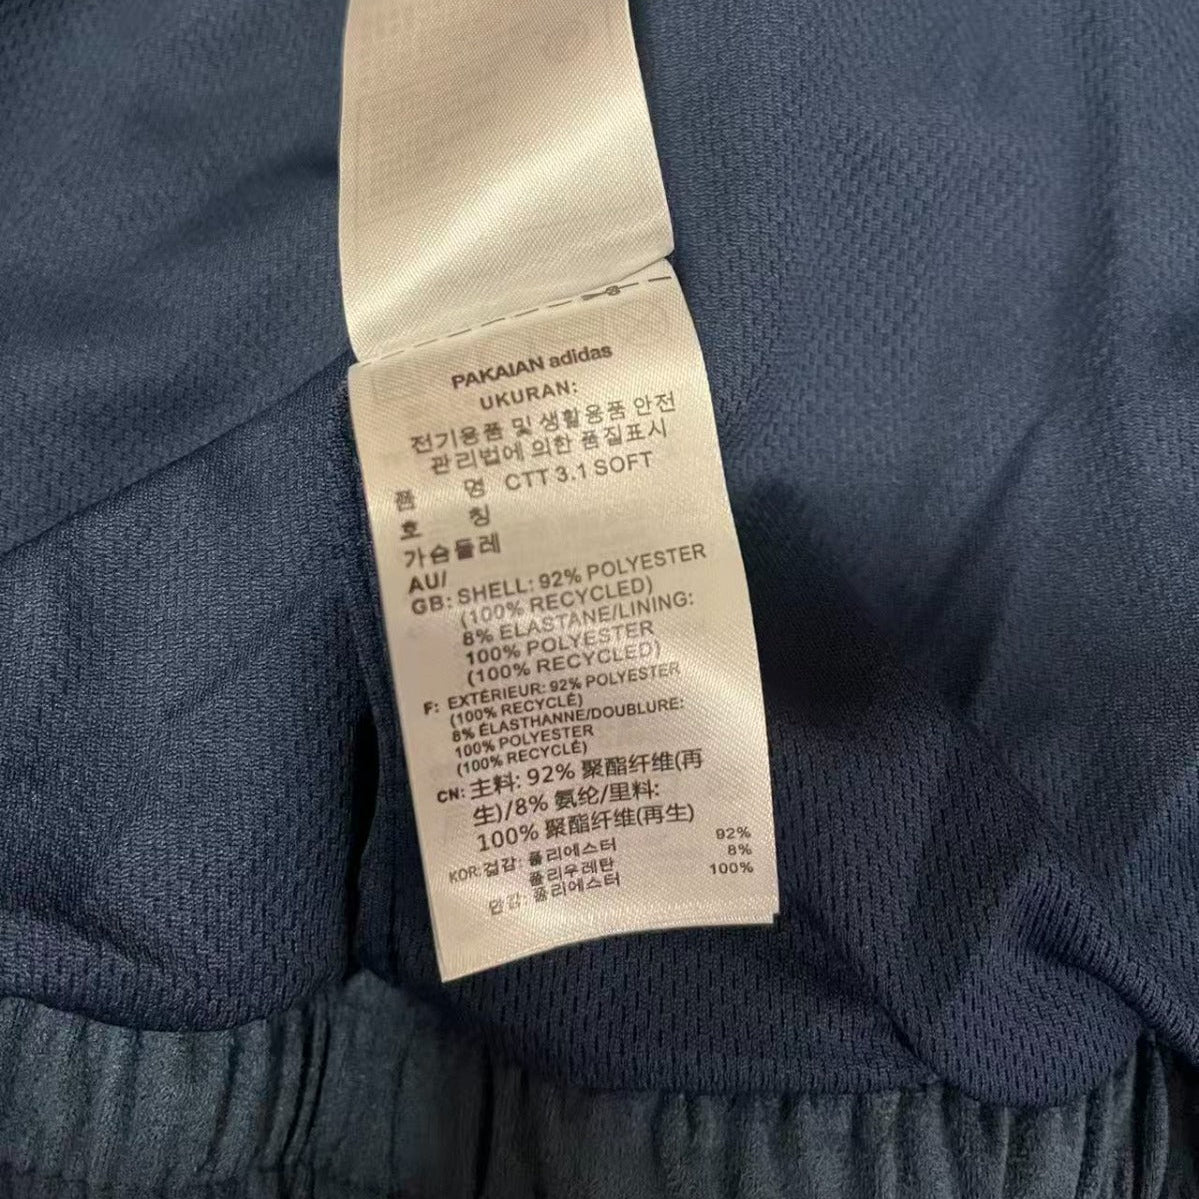 PAKAIAN adidas
UKURAN:
전기용품 및 생활용품 안전
관리법에 의한 품질표시
품 명 CTT 3.1 SOFT
호 칭
가슴둘레
AU/
GB: SHELL: 92% POLYESTER
(100% RECYCLED)
8% ELASTANE/LINING:
100% POLYESTER
(100% RECYCLED)
F: EXTÉRIEUR: 92% POLYESTER
(100% RECYCLÉ)
8% ÉLASTHANNE/DOUBLURE:
100% POLYESTER
(100% RECYCLÉ)
CN: 主料: 92% 聚酯纤维(再
生)/8% 氨纶/里料:
100% 聚酯纤维(再生)
KOR: 겉감: 폴리에스터 92%
폴리우레탄 8%
안감: 폴리에스터 100%